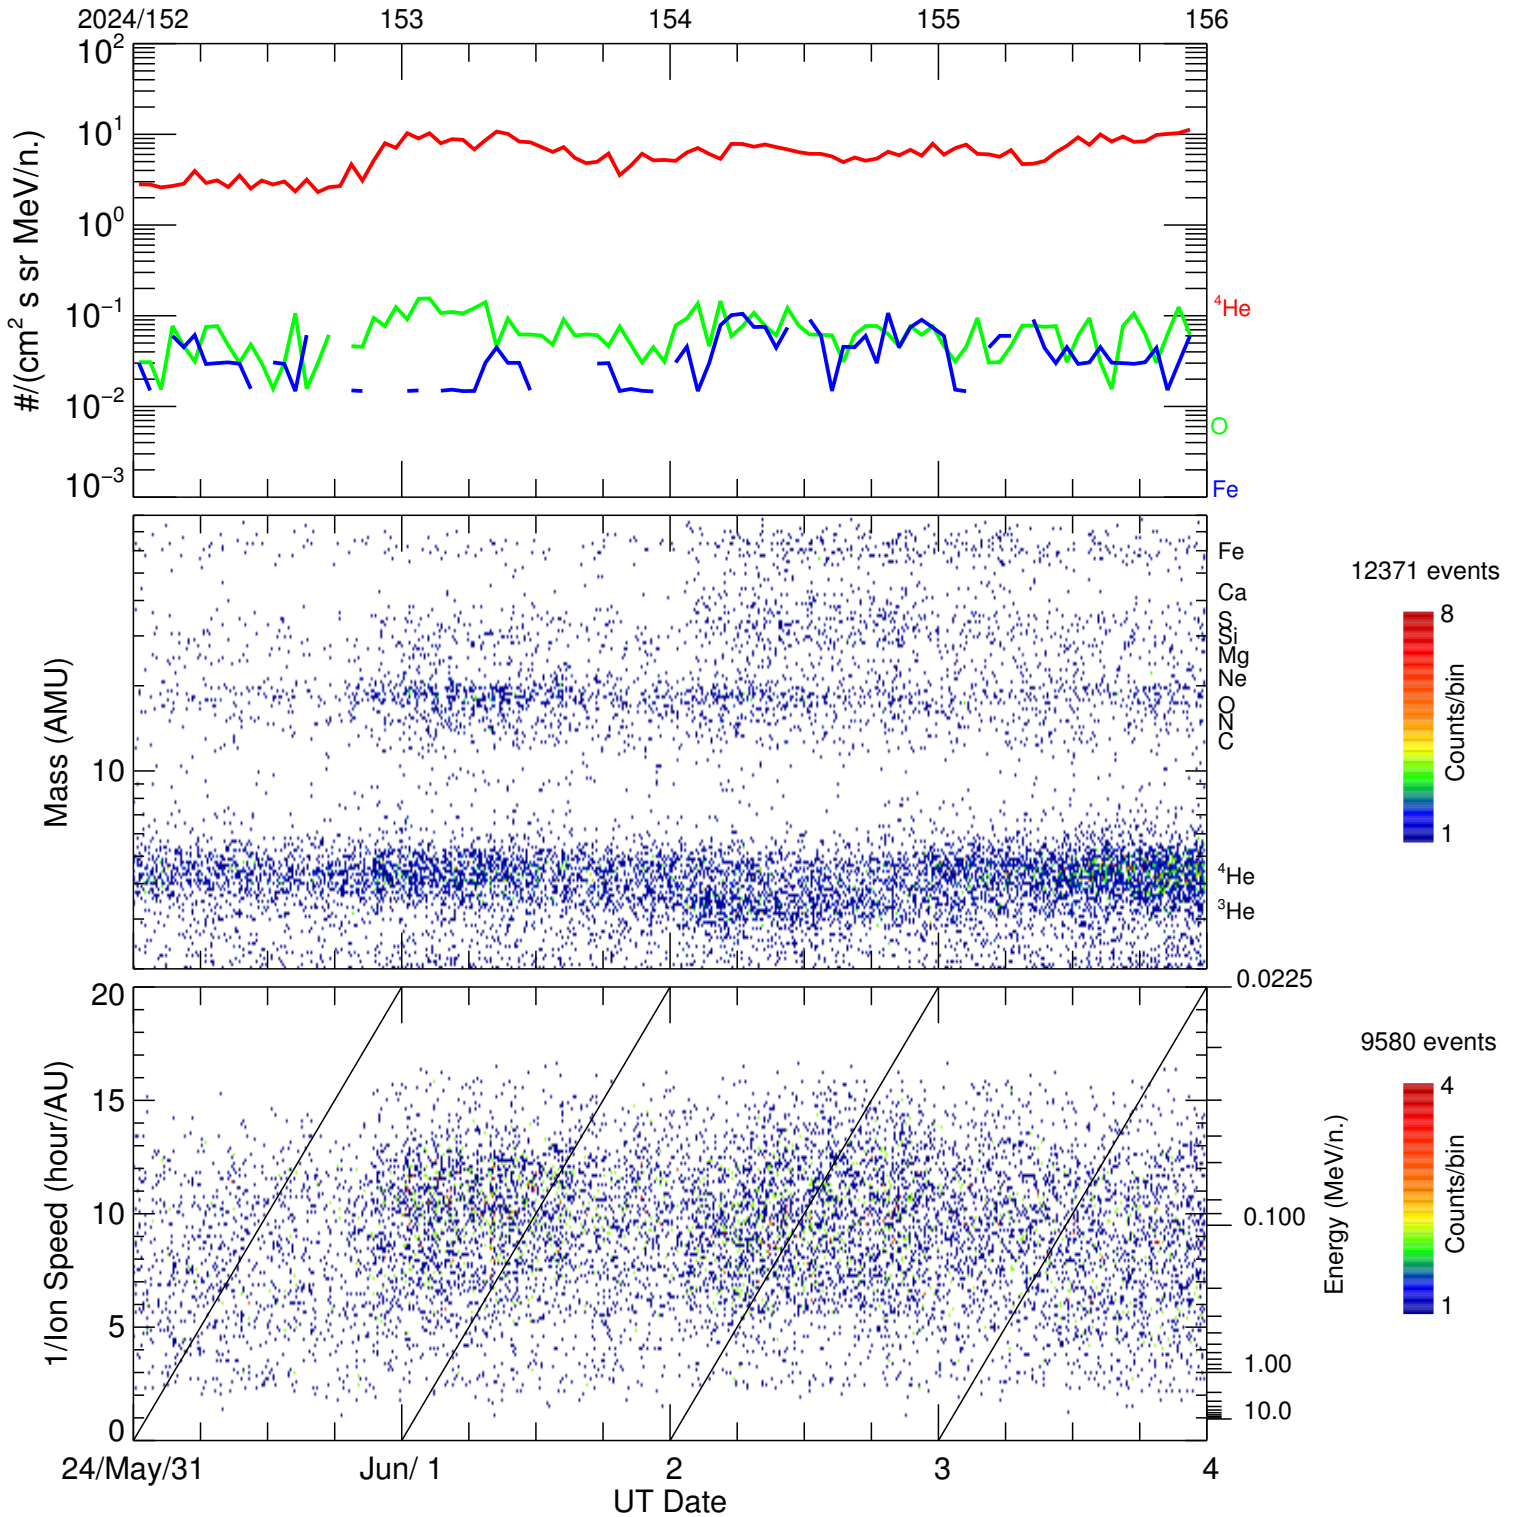 2024/152 153 154 155 156
10² 10¹ 10⁰ 10⁻¹ 10⁻² 10⁻³
#/(cm² s sr MeV/n.)
⁴He
O
Fe
Mass (AMU)
10
Fe
Ca
S
Si
Mg
Ne
O
N
C
⁴He
³He
12371 events
8
Counts/bin
1
1/Ion Speed (hour/AU)
20
15
10
5
0
0.0225
0.100
1.00
10.0
Energy (MeV/n.)
9580 events
4
Counts/bin
1
24/May/31 Jun/ 1 2 3 4
UT Date